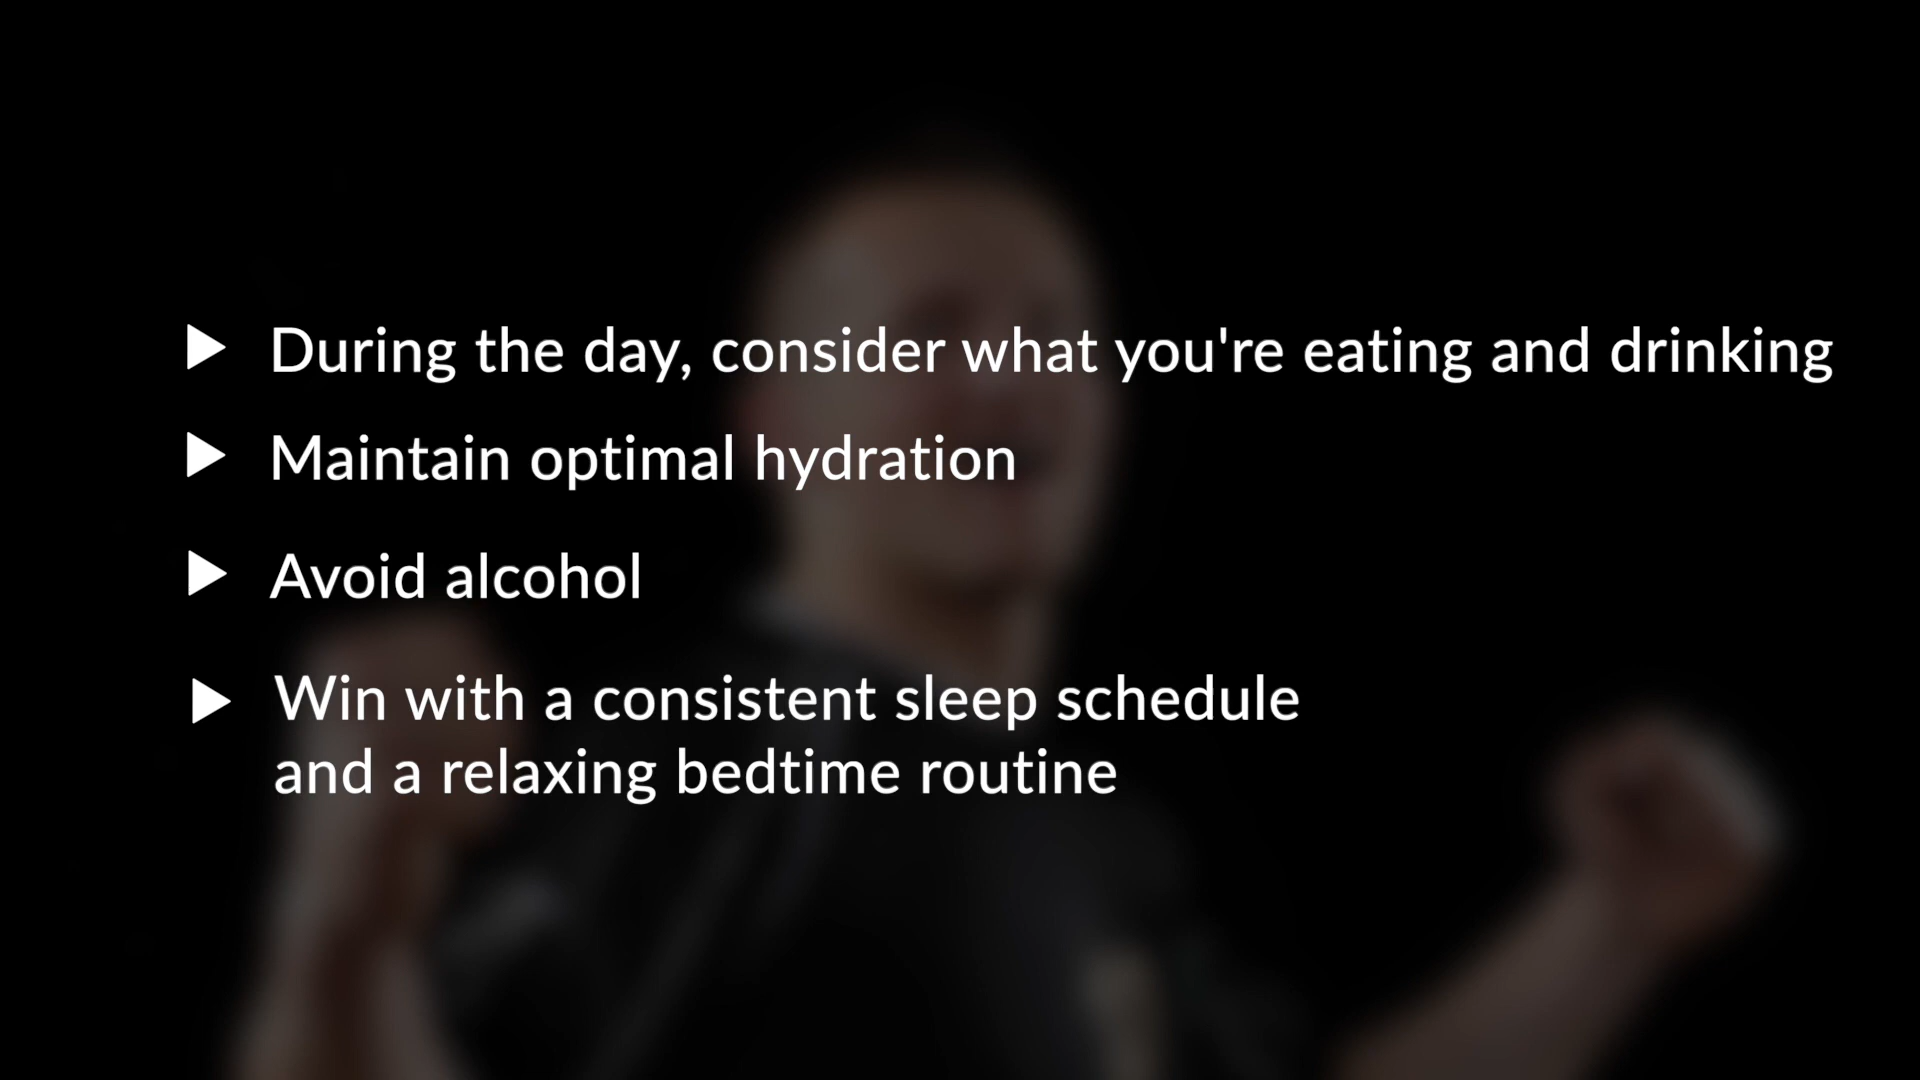 During the day, consider what you're eating and drinking
Maintain optimal hydration
Avoid alcohol
Win with a consistent sleep schedule
and a relaxing bedtime routine